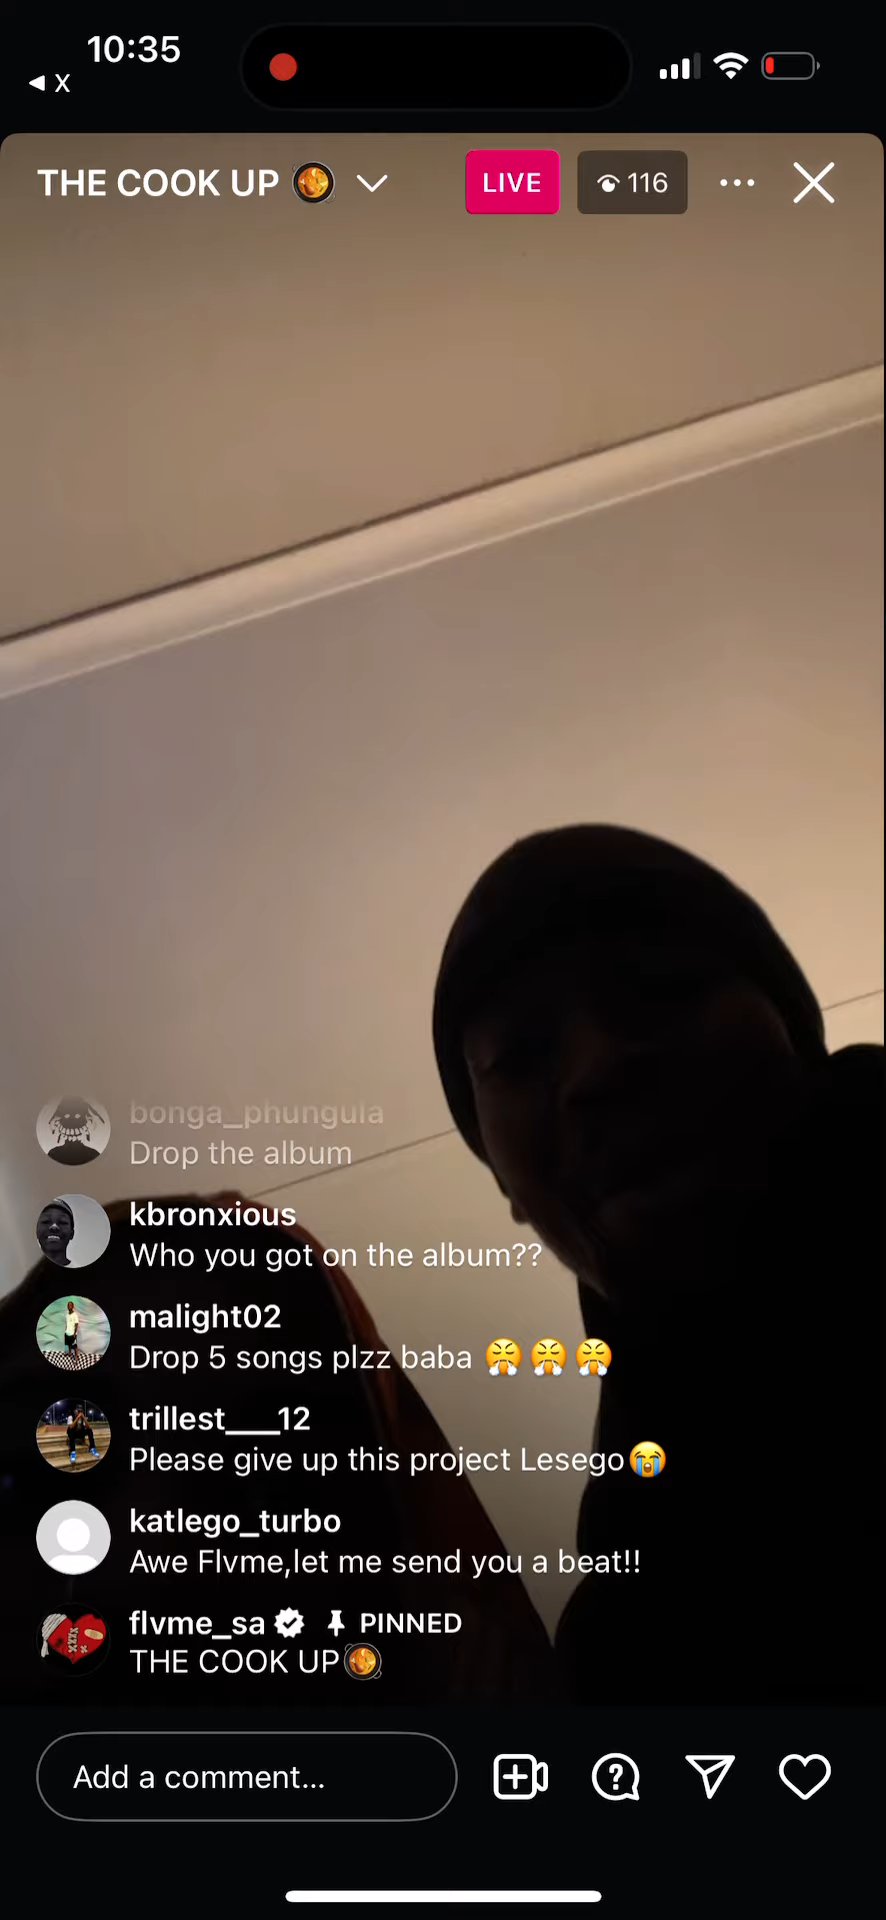 10:35
◀ X
THE COOK UP 🥘
LIVE
116
bonga_phungula
Drop the album
kbronxious
Who you got on the album??
malight02
Drop 5 songs plzz baba 😤😤😤
trillest___12
Please give up this project Lesego😭
katlego_turbo
Awe Flvme,let me send you a beat!!
flvme_sa PINNED
THE COOK UP🥘
Add a comment...